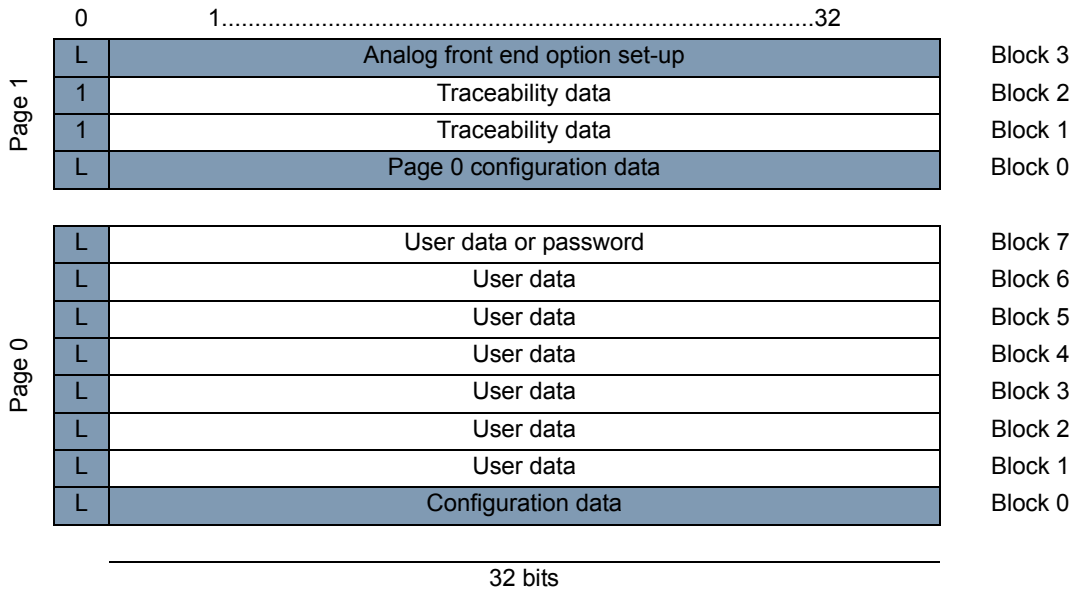 0 1........................................................................................32
L Analog front end option set-up Block 3
1 Traceability data Block 2
1 Traceability data Block 1
L Page 0 configuration data Block 0
Page 1
L User data or password Block 7
L User data Block 6
L User data Block 5
L User data Block 4
L User data Block 3
L User data Block 2
L User data Block 1
L Configuration data Block 0
Page 0
32 bits